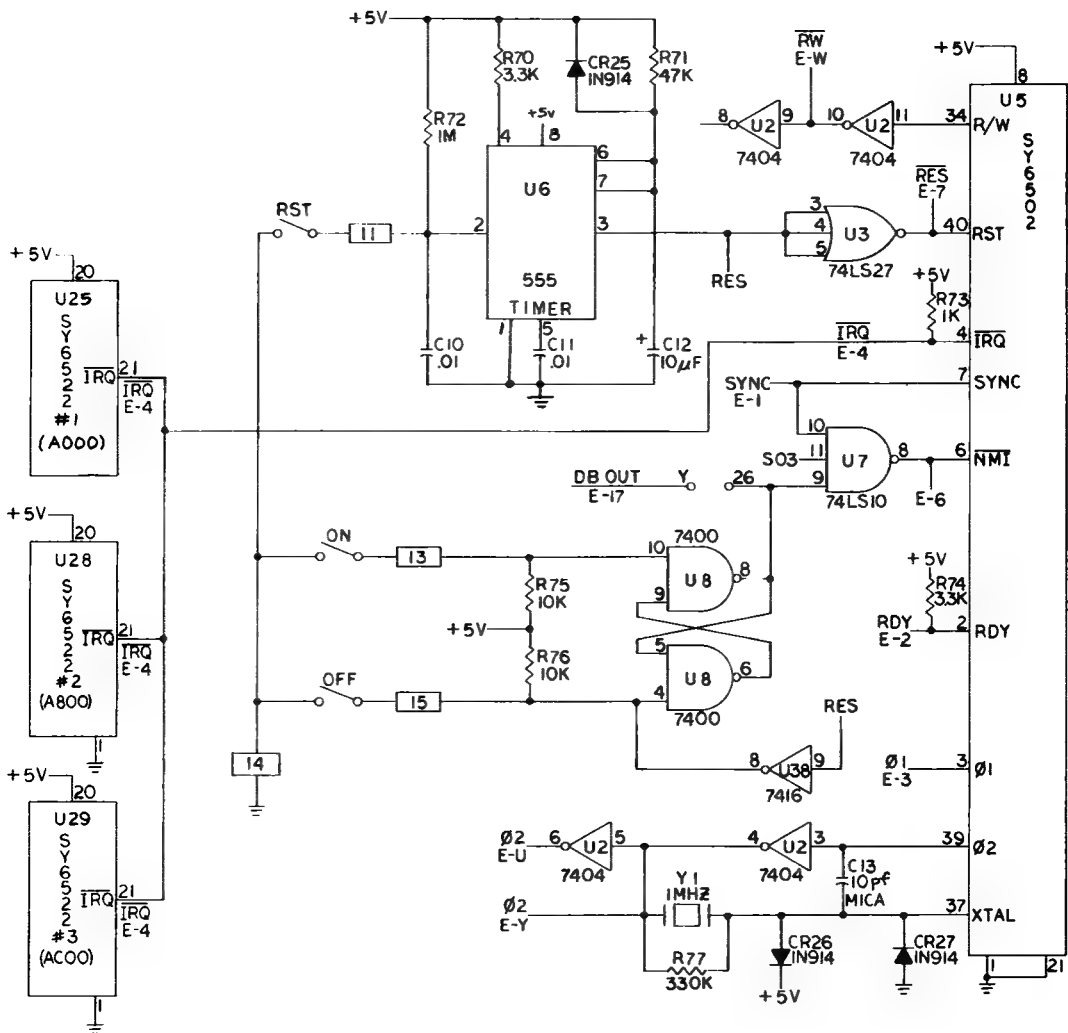 +5V
R70
3.3K
CR25
IN914
R71
47K
R72
1M
+5V
8
4
6
7
U6
2
3
555
TIMER
1
5
RST
11
C10
.01
C11
.01
+
C12
10µF
RW
E-W
8
U2
9
7404
10
U2
11
7404
+5V
8
U5
SY6502
34
R/W
RES
E-7
3
4
5
U3
74LS27
RES
40
RST
+5V
R73
1K
IRQ
E-4
4
IRQ
7
SYNC
SYNC
E-1
10
11
9
SO3
U7
8
74LS10
6
NMI
E-6
DB OUT
E-17
Y
26
+5V
20
U25
SY6522
#1
(A000)
IRQ
21
IRQ
E-4
+5V
20
U28
SY6522
#2
(A800)
IRQ
21
IRQ
E-4
1
+5V
20
U29
SY6522
#3
(AC00)
IRQ
21
IRQ
E-4
1
ON
13
7400
10
9
U8
8
R75
10K
+5V
R76
10K
OFF
15
5
4
U8
6
7400
14
RES
8
U38
9
7416
+5V
R74
3.3K
RDY
E-2
2
RDY
Ø1
E-3
3
Ø1
Ø2
E-U
6
U2
5
7404
4
U2
3
7404
39
Ø2
C13
10pf
MICA
Ø2
E-Y
Y1
1MHZ
37
XTAL
R77
330K
CR26
IN914
+5V
CR27
IN914
1
21